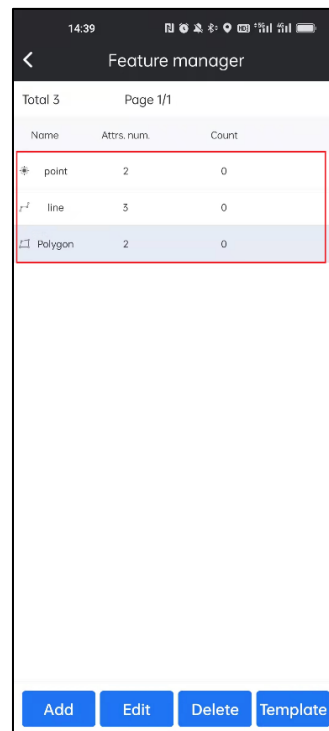 14:39
Feature manager
Total 3 Page 1/1
Name Attrs. num. Count
point 2 0
line 3 0
Polygon 2 0
Add Edit Delete Template